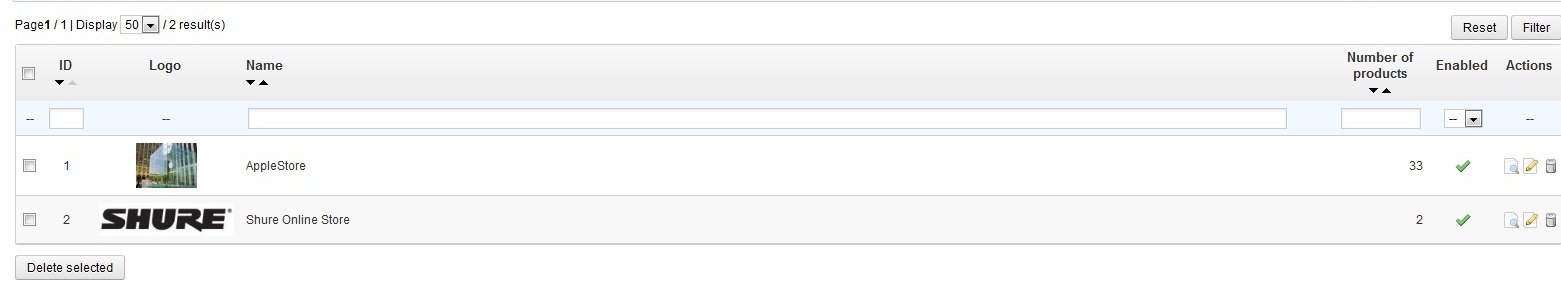 Page1 / 1 | Display 50 / 2 result(s)
Reset Filter
ID Logo Name Number of products Enabled Actions
-- -- -- --
1 AppleStore 33
2 SHURE Shure Online Store 2
Delete selected